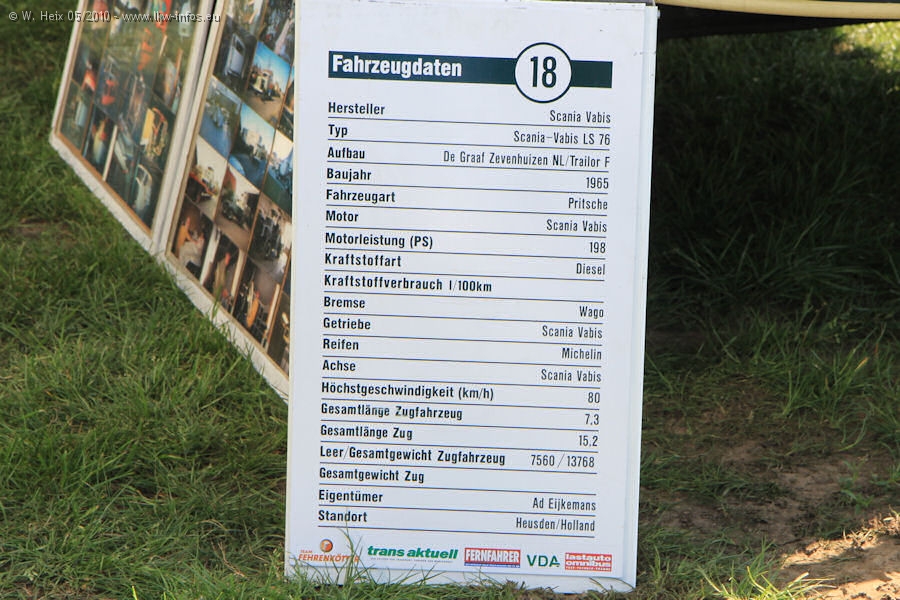 © W. Heix 05/2010 - www.lkw-infos.eu
Fahrzeugdaten 18
Hersteller Scania Vabis
Typ Scania-Vabis LS 76
Aufbau De Graaf Zevenhuizen NL/Trailor F
Baujahr 1965
Fahrzeugart Pritsche
Motor Scania Vabis
Motorleistung (PS) 198
Kraftstoffart Diesel
Kraftstoffverbrauch l/100km
Bremse Wago
Getriebe Scania Vabis
Reifen Michelin
Achse Scania Vabis
Höchstgeschwindigkeit (km/h) 80
Gesamtlänge Zugfahrzeug 7,3
Gesamtlänge Zug 15,2
Leer/Gesamtgewicht Zugfahrzeug 7560/13768
Gesamtgewicht Zug
Eigentümer Ad Eijkemans
Standort Heusden/Holland
TEAM FEHRENKÖTTER trans aktuell FERNFAHRER VDA lastauto omnibus